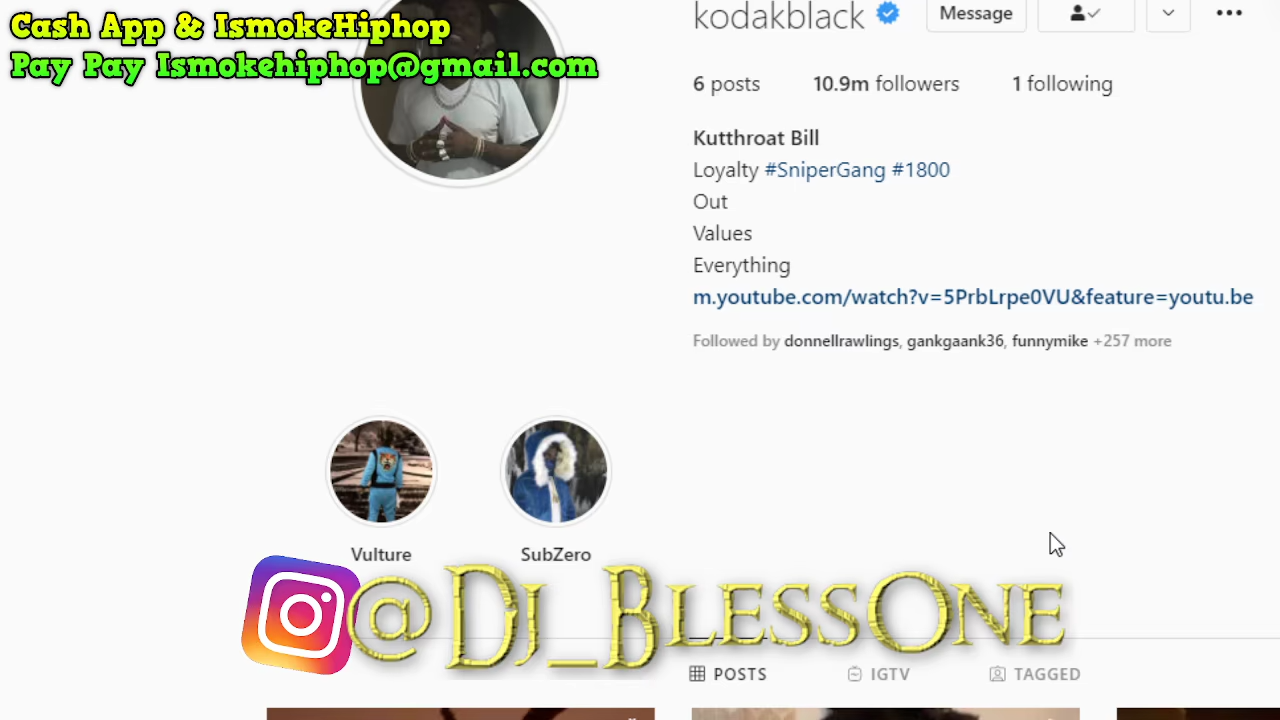 Cash App & IsmokeHiphop
Pay Pay Ismokehiphop@gmail.com
kodakblack
Message
6 posts 10.9m followers 1 following
Kutthroat Bill
Loyalty #SniperGang #1800
Out
Values
Everything
m.youtube.com/watch?v=5PrbLrpe0VU&feature=youtu.be
Followed by donnellrawlings, gankgaank36, funnymike +257 more
Vulture SubZero
@Dj_BlessOne
POSTS IGTV TAGGED